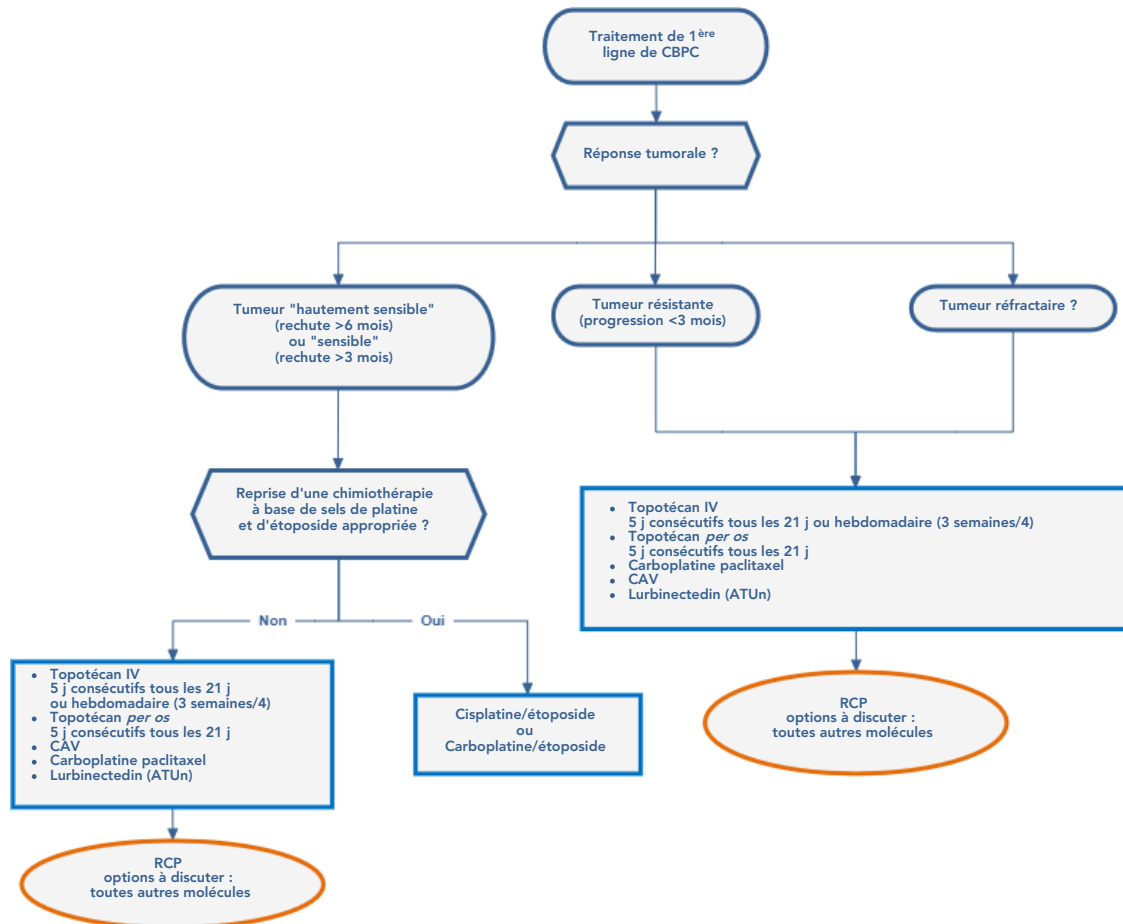 Traitement de 1ère
ligne de CBPC
Réponse tumorale ?
Tumeur "hautement sensible"
(rechute >6 mois)
ou "sensible"
(rechute >3 mois)
Tumeur résistante
(progression <3 mois)
Tumeur réfractaire ?
Reprise d'une chimiothérapie
à base de sels de platine
et d'étoposide appropriée ?
• Topotécan IV
5 j consécutifs tous les 21 j ou hebdomadaire (3 semaines/4)
• Topotécan per os
5 j consécutifs tous les 21 j
• Carboplatine paclitaxel
• CAV
• Lurbinectedin (ATUn)
Non
Oui
• Topotécan IV
5 j consécutifs tous les 21 j
ou hebdomadaire (3 semaines/4)
• Topotécan per os
5 j consécutifs tous les 21 j
• CAV
• Carboplatine paclitaxel
• Lurbinectedin (ATUn)
Cisplatine/étoposide
ou
Carboplatine/étoposide
RCP
options à discuter :
toutes autres molécules
RCP
options à discuter :
toutes autres molécules